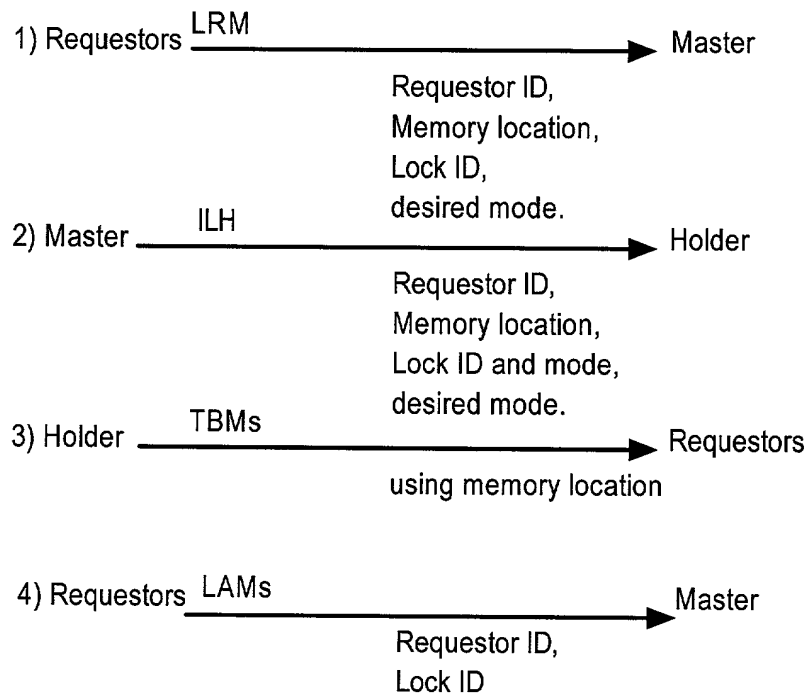 1) Requestors LRM Master
Requestor ID,
Memory location,
Lock ID,
desired mode.
2) Master ILH Holder
Requestor ID,
Memory location,
Lock ID and mode,
desired mode.
3) Holder TBMs Requestors
using memory location
4) Requestors LAMs Master
Requestor ID,
Lock ID